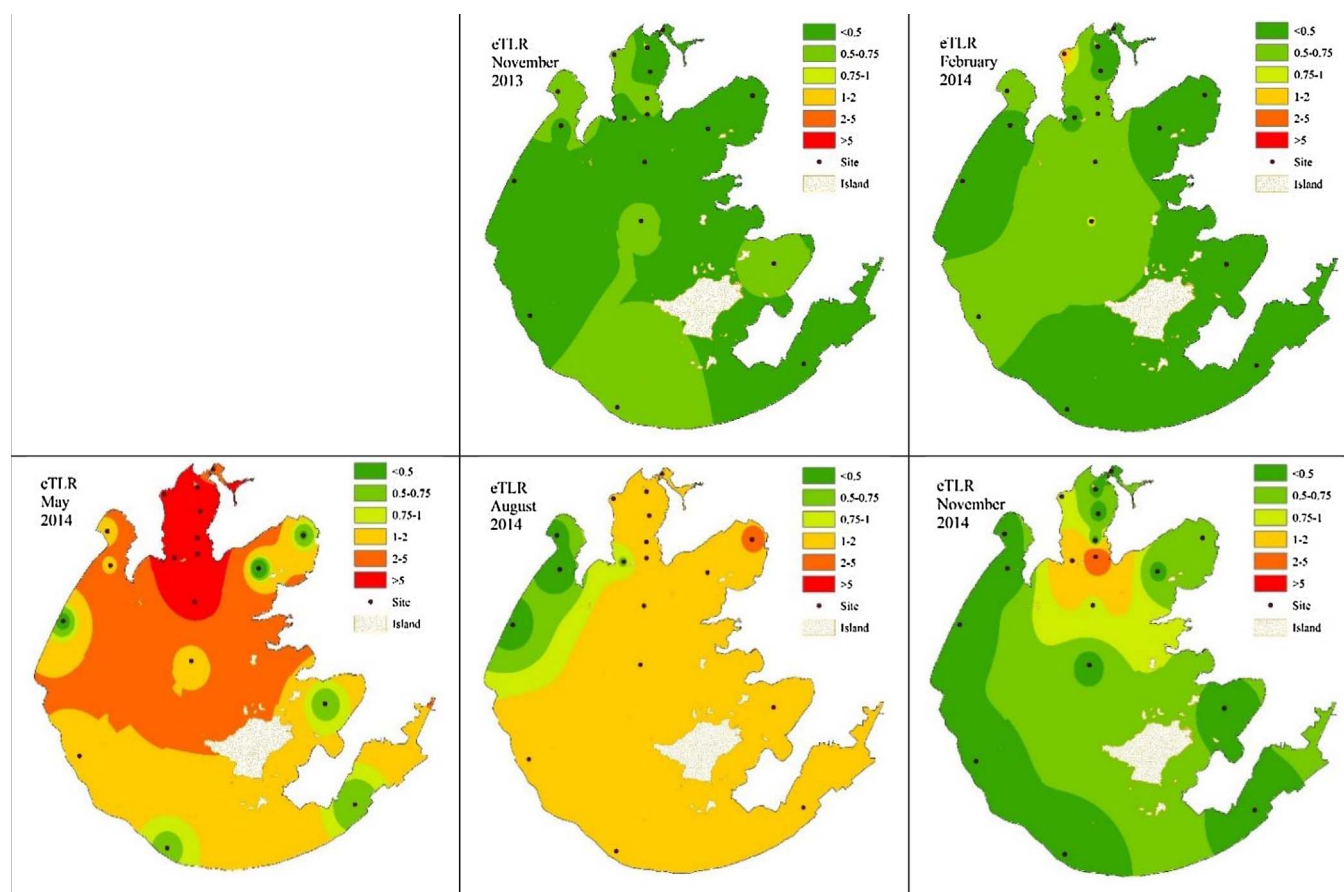 eTLR
November
2013
<0.5
0.5-0.75
0.75-1
1-2
2-5
>5
Site
Island
eTLR
February
2014
<0.5
0.5-0.75
0.75-1
1-2
2-5
>5
Site
Island
eTLR
May
2014
<0.5
0.5-0.75
0.75-1
1-2
2-5
>5
Site
Island
eTLR
August
2014
<0.5
0.5-0.75
0.75-1
1-2
2-5
>5
Site
Island
eTLR
November
2014
<0.5
0.5-0.75
0.75-1
1-2
2-5
>5
Site
Island